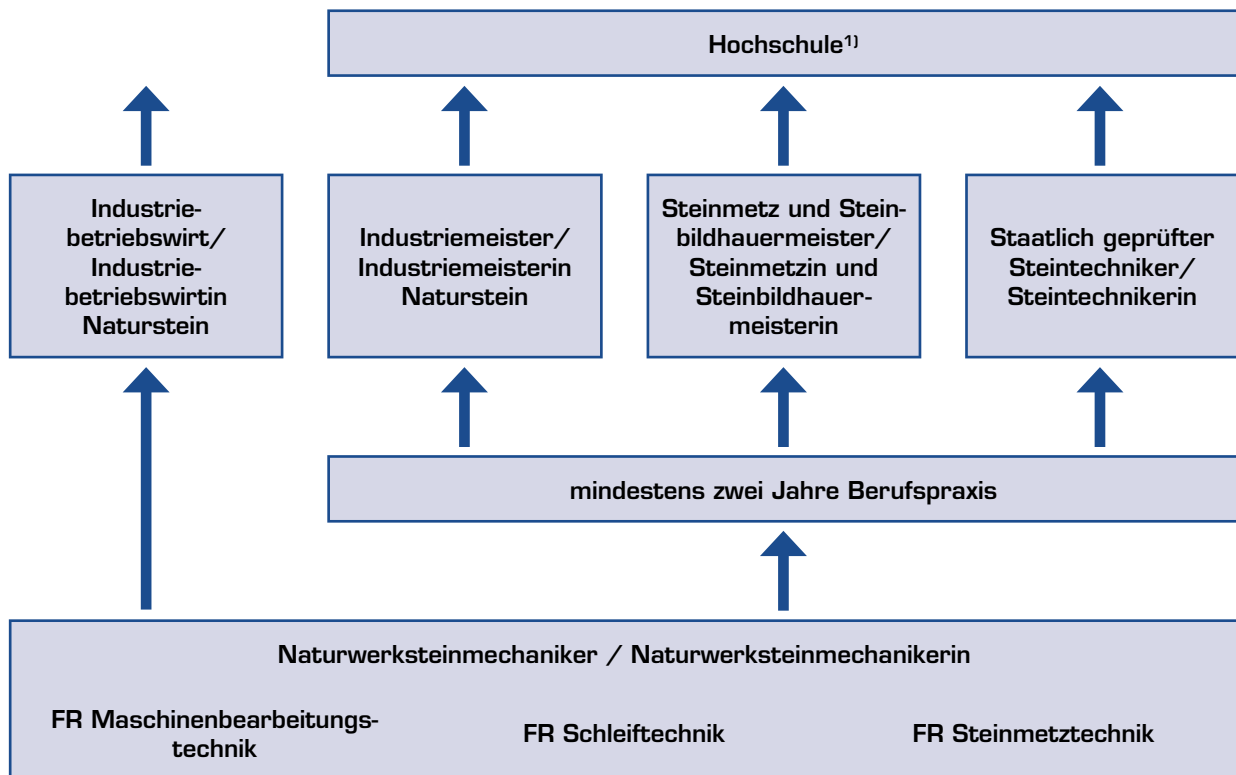 Hochschule1)
Industrie-
betriebswirt/
Industrie-
betriebswirtin
Naturstein
Industriemeister/
Industriemeisterin
Naturstein
Steinmetz und Stein-
bildhauermeister/
Steinmetzin und
Steinbildhauer-
meisterin
Staatlich geprüfter
Steintechniker/
Steintechnikerin
mindestens zwei Jahre Berufspraxis
Naturwerksteinmechaniker / Naturwerksteinmechanikerin
FR Maschinenbearbeitungs-
technik
FR Schleiftechnik
FR Steinmetztechnik